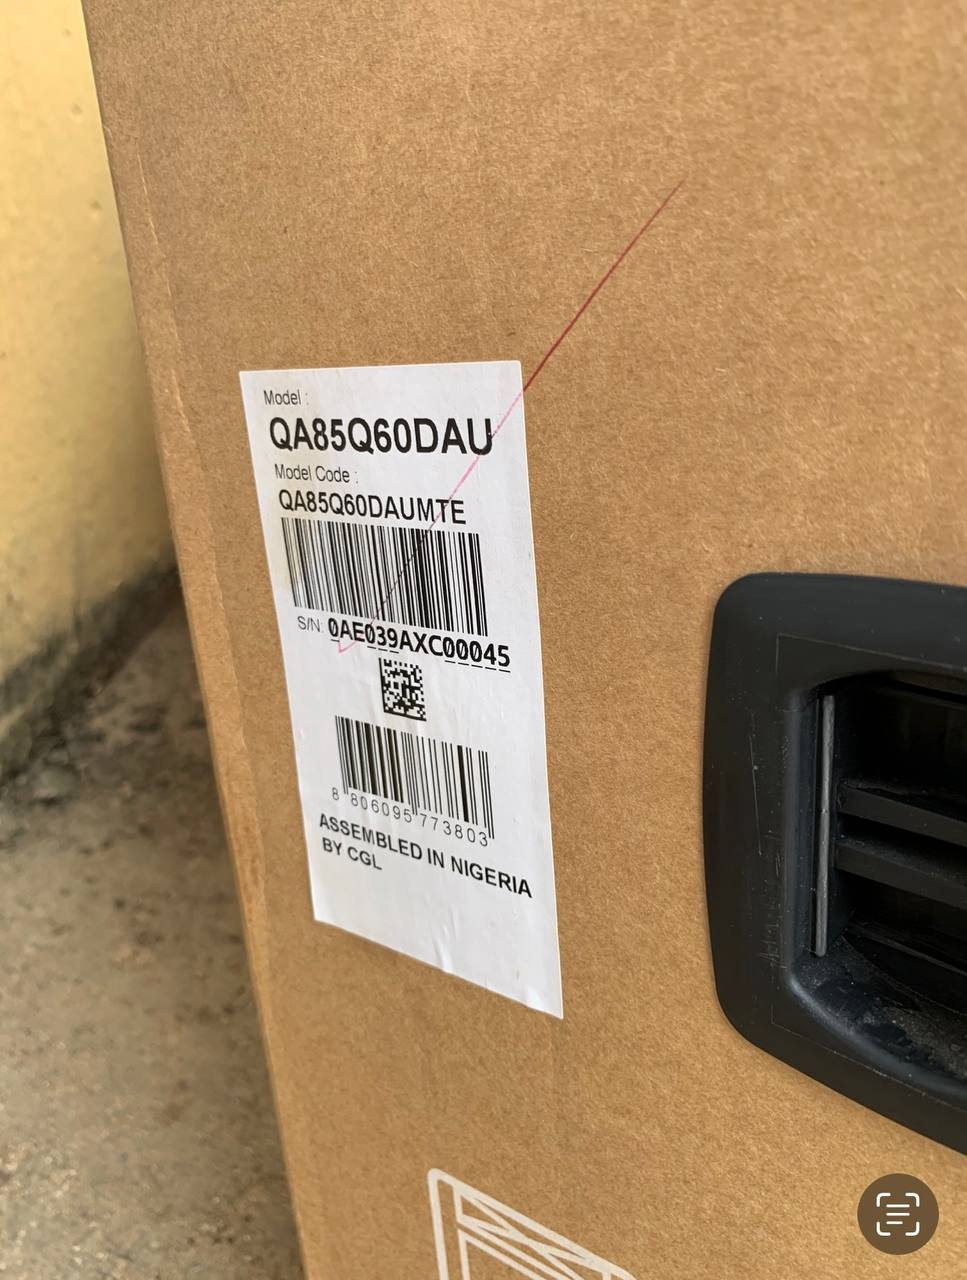 Model :
QA85Q60DAU
Model Code :
QA85Q60DAUMTE
S/N: 0AE039AXC00045
8 806095 773803
ASSEMBLED IN NIGERIA
BY CGL